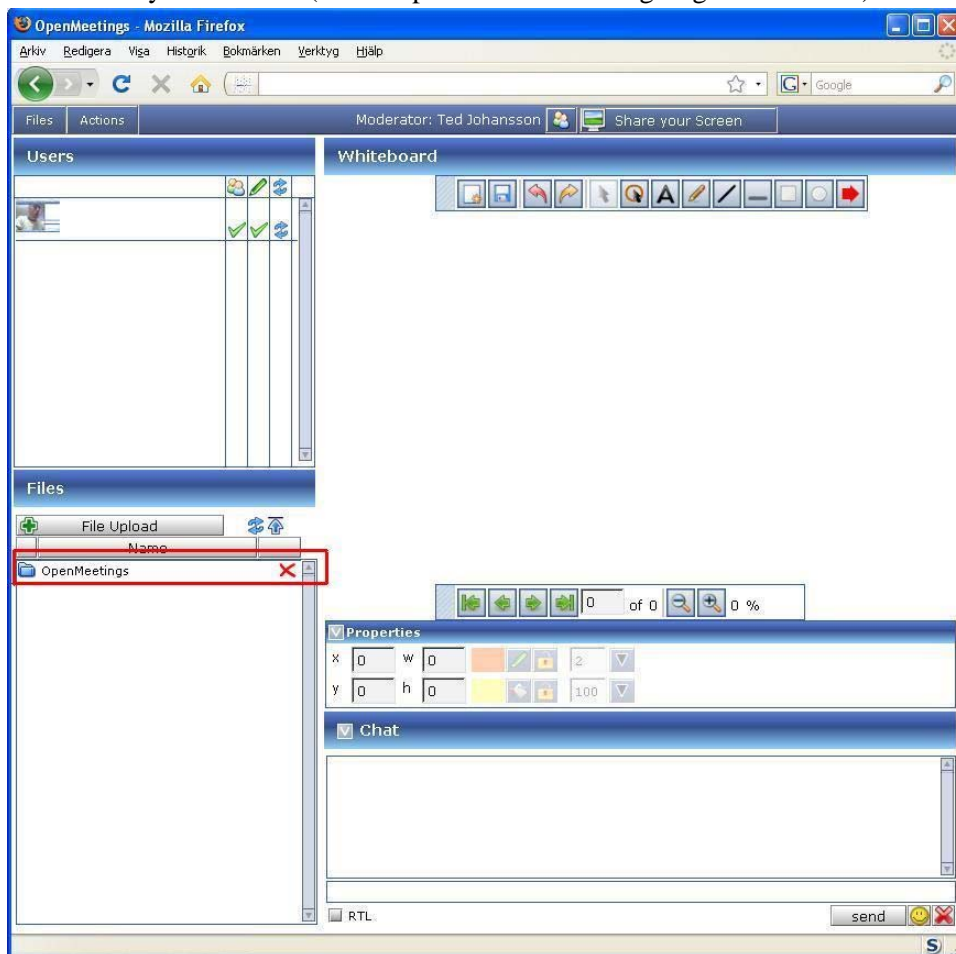 OpenMeetings - Mozilla Firefox
Arkiv Redigera Visa Historik Bokmärken Verktyg Hjälp
G Google
Files Actions Moderator: Ted Johansson Share your Screen
Users Whiteboard
A
Files
File Upload
Name
OpenMeetings
0 of 0 0 %
Properties
x 0 w 0 2
y 0 h 0 100
Chat
RTL send
S